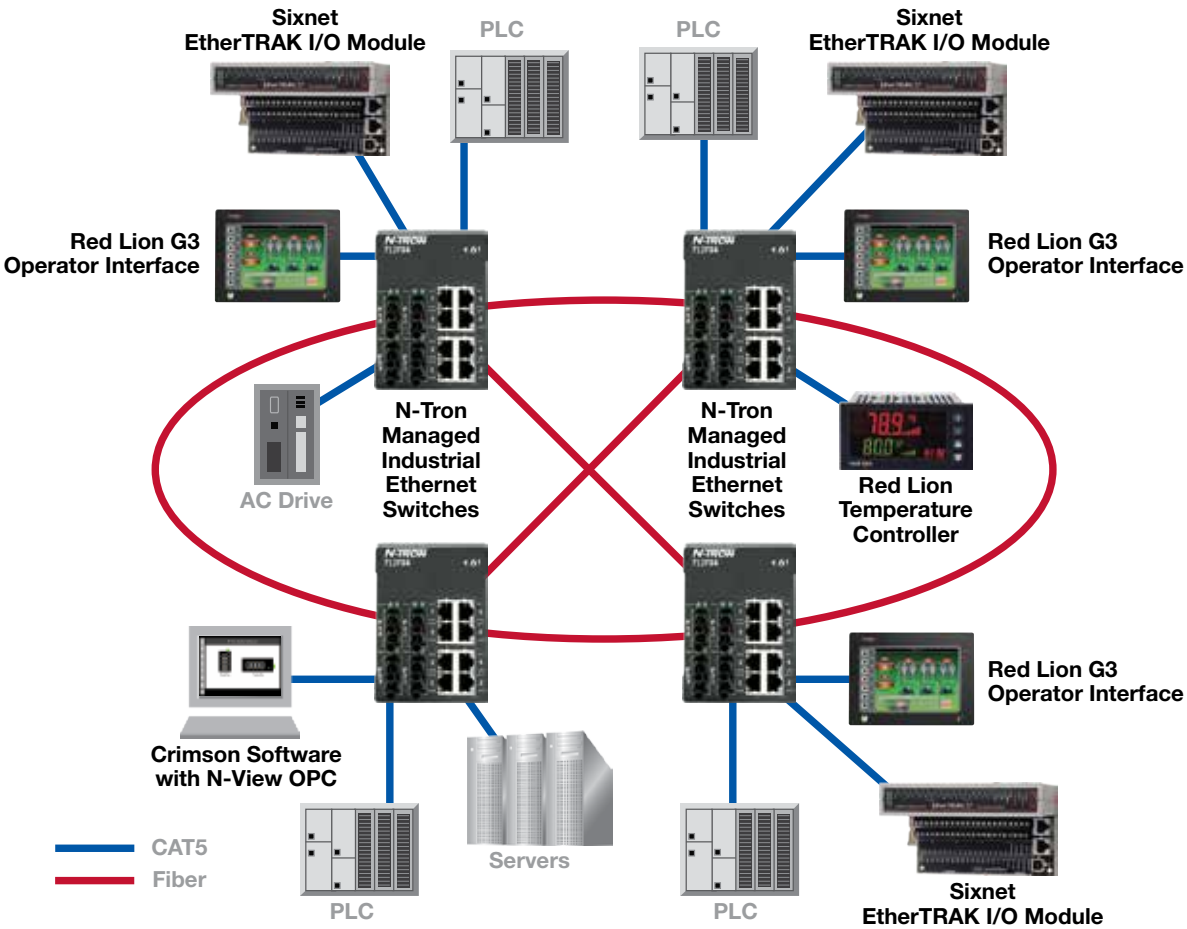 Sixnet
EtherTRAK I/O Module
PLC
PLC
Sixnet
EtherTRAK I/O Module
Red Lion G3
Operator Interface
N-TRON
N-TRON
Red Lion G3
Operator Interface
AC Drive
N-Tron
Managed
Industrial
Ethernet
Switches
N-Tron
Managed
Industrial
Ethernet
Switches
78.9
80.0
Red Lion
Temperature
Controller
N-TRON
N-TRON
Crimson Software
with N-View OPC
Red Lion G3
Operator Interface
CAT5
Fiber
PLC
Servers
PLC
Sixnet
EtherTRAK I/O Module